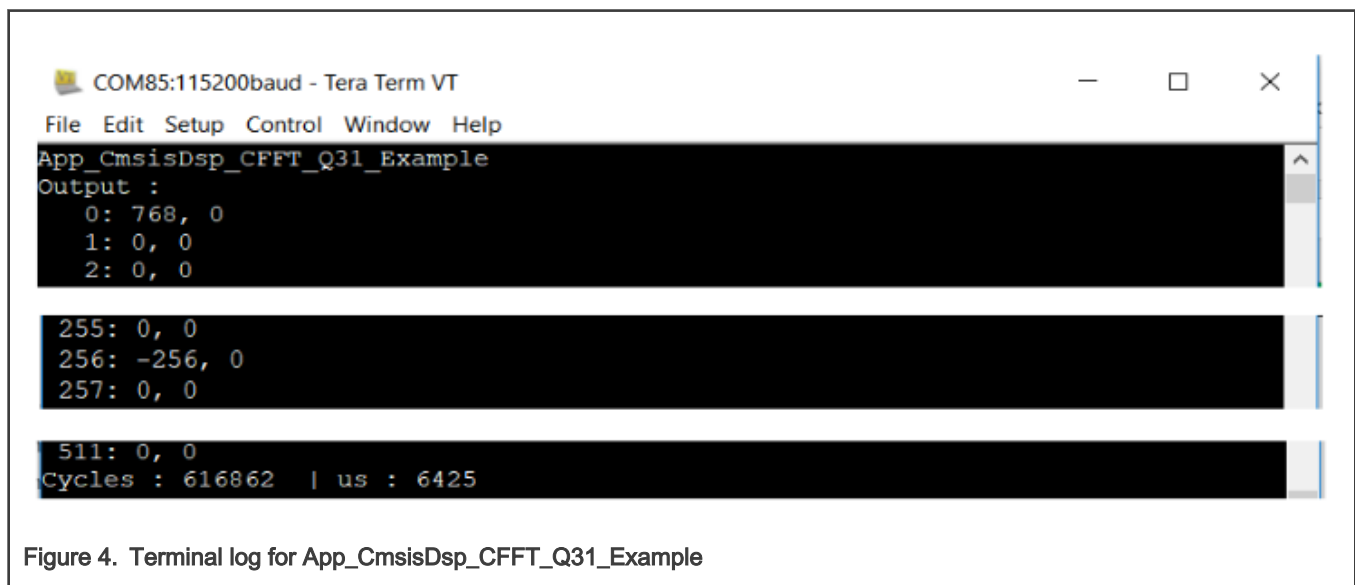 COM85:115200baud - Tera Term VT
File Edit Setup Control Window Help
App_CmsisDsp_CFFT_Q31_Example
Output :
0: 768, 0
1: 0, 0
2: 0, 0
255: 0, 0
256: -256, 0
257: 0, 0
511: 0, 0
Cycles : 616862 | us : 6425
Figure 4. Terminal log for App_CmsisDsp_CFFT_Q31_Example